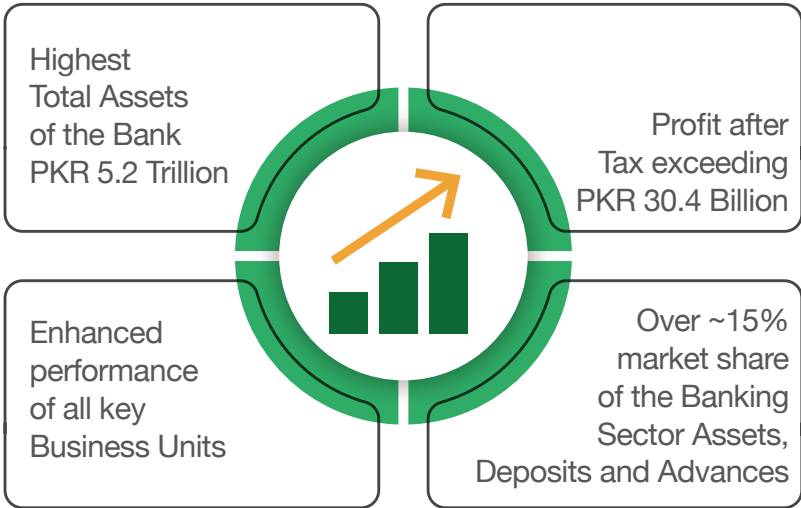 Highest
Total Assets
of the Bank
PKR 5.2 Trillion
Profit after
Tax exceeding
PKR 30.4 Billion
Enhanced
performance
of all key
Business Units
Over ~15%
market share
of the Banking
Sector Assets,
Deposits and Advances